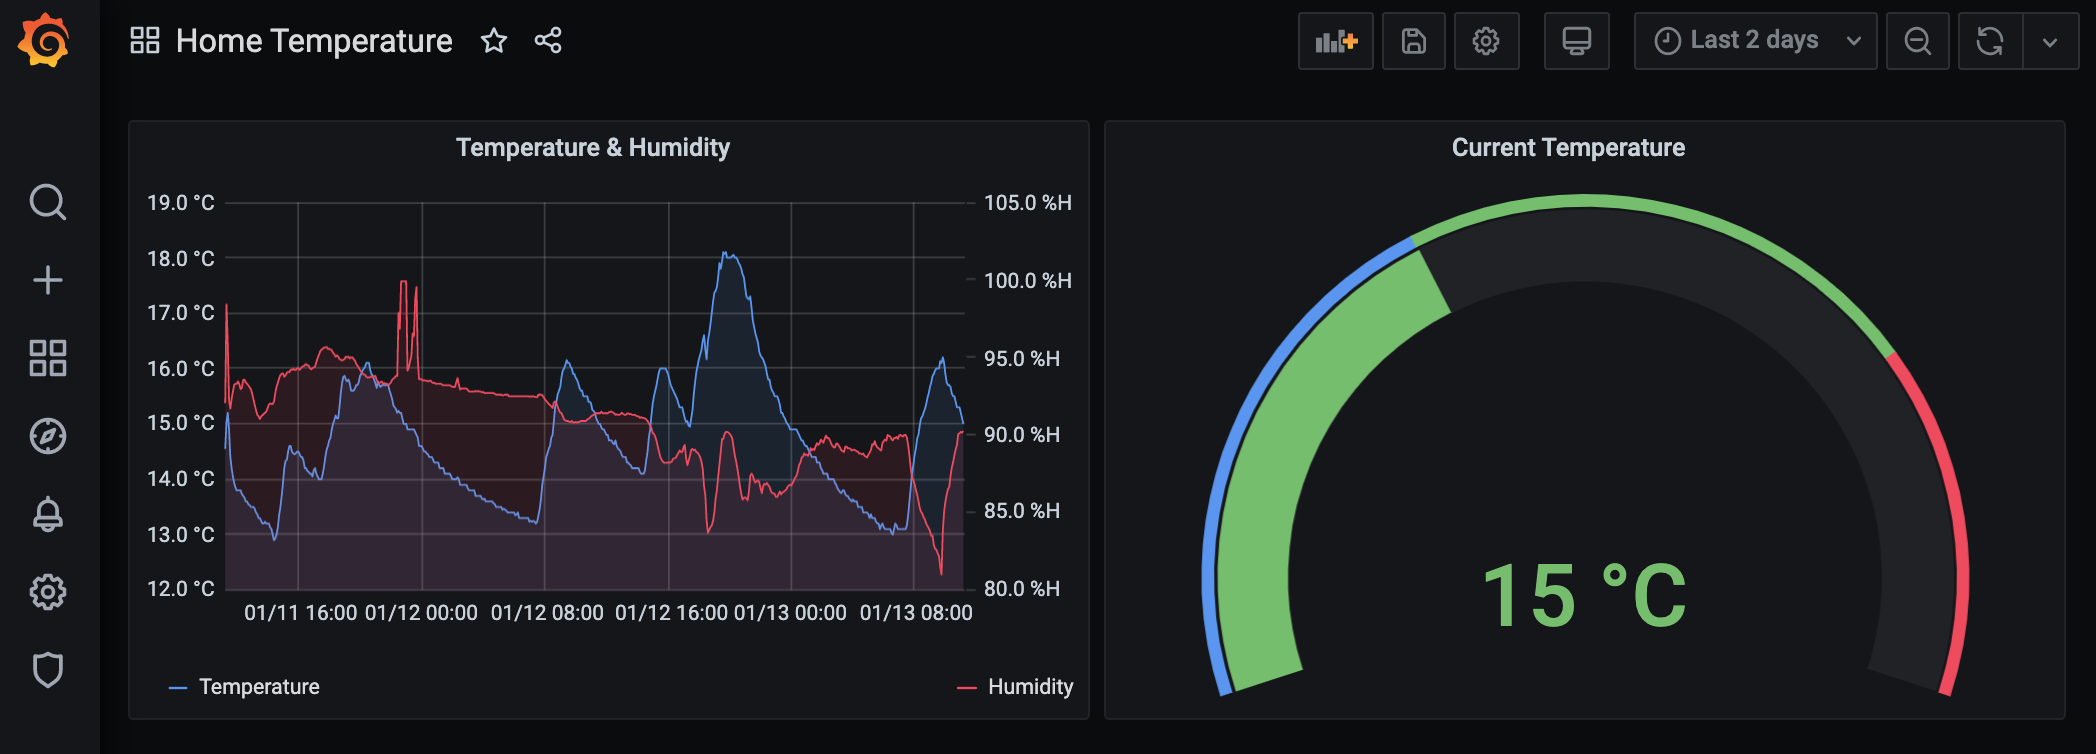 Home Temperature
Last 2 days
Temperature & Humidity
19.0 °C
18.0 °C
17.0 °C
16.0 °C
15.0 °C
14.0 °C
13.0 °C
12.0 °C
105.0 %H
100.0 %H
95.0 %H
90.0 %H
85.0 %H
80.0 %H
01/11 16:00 01/12 00:00 01/12 08:00 01/12 16:00 01/13 00:00 01/13 08:00
Temperature
Humidity
Current Temperature
15 °C